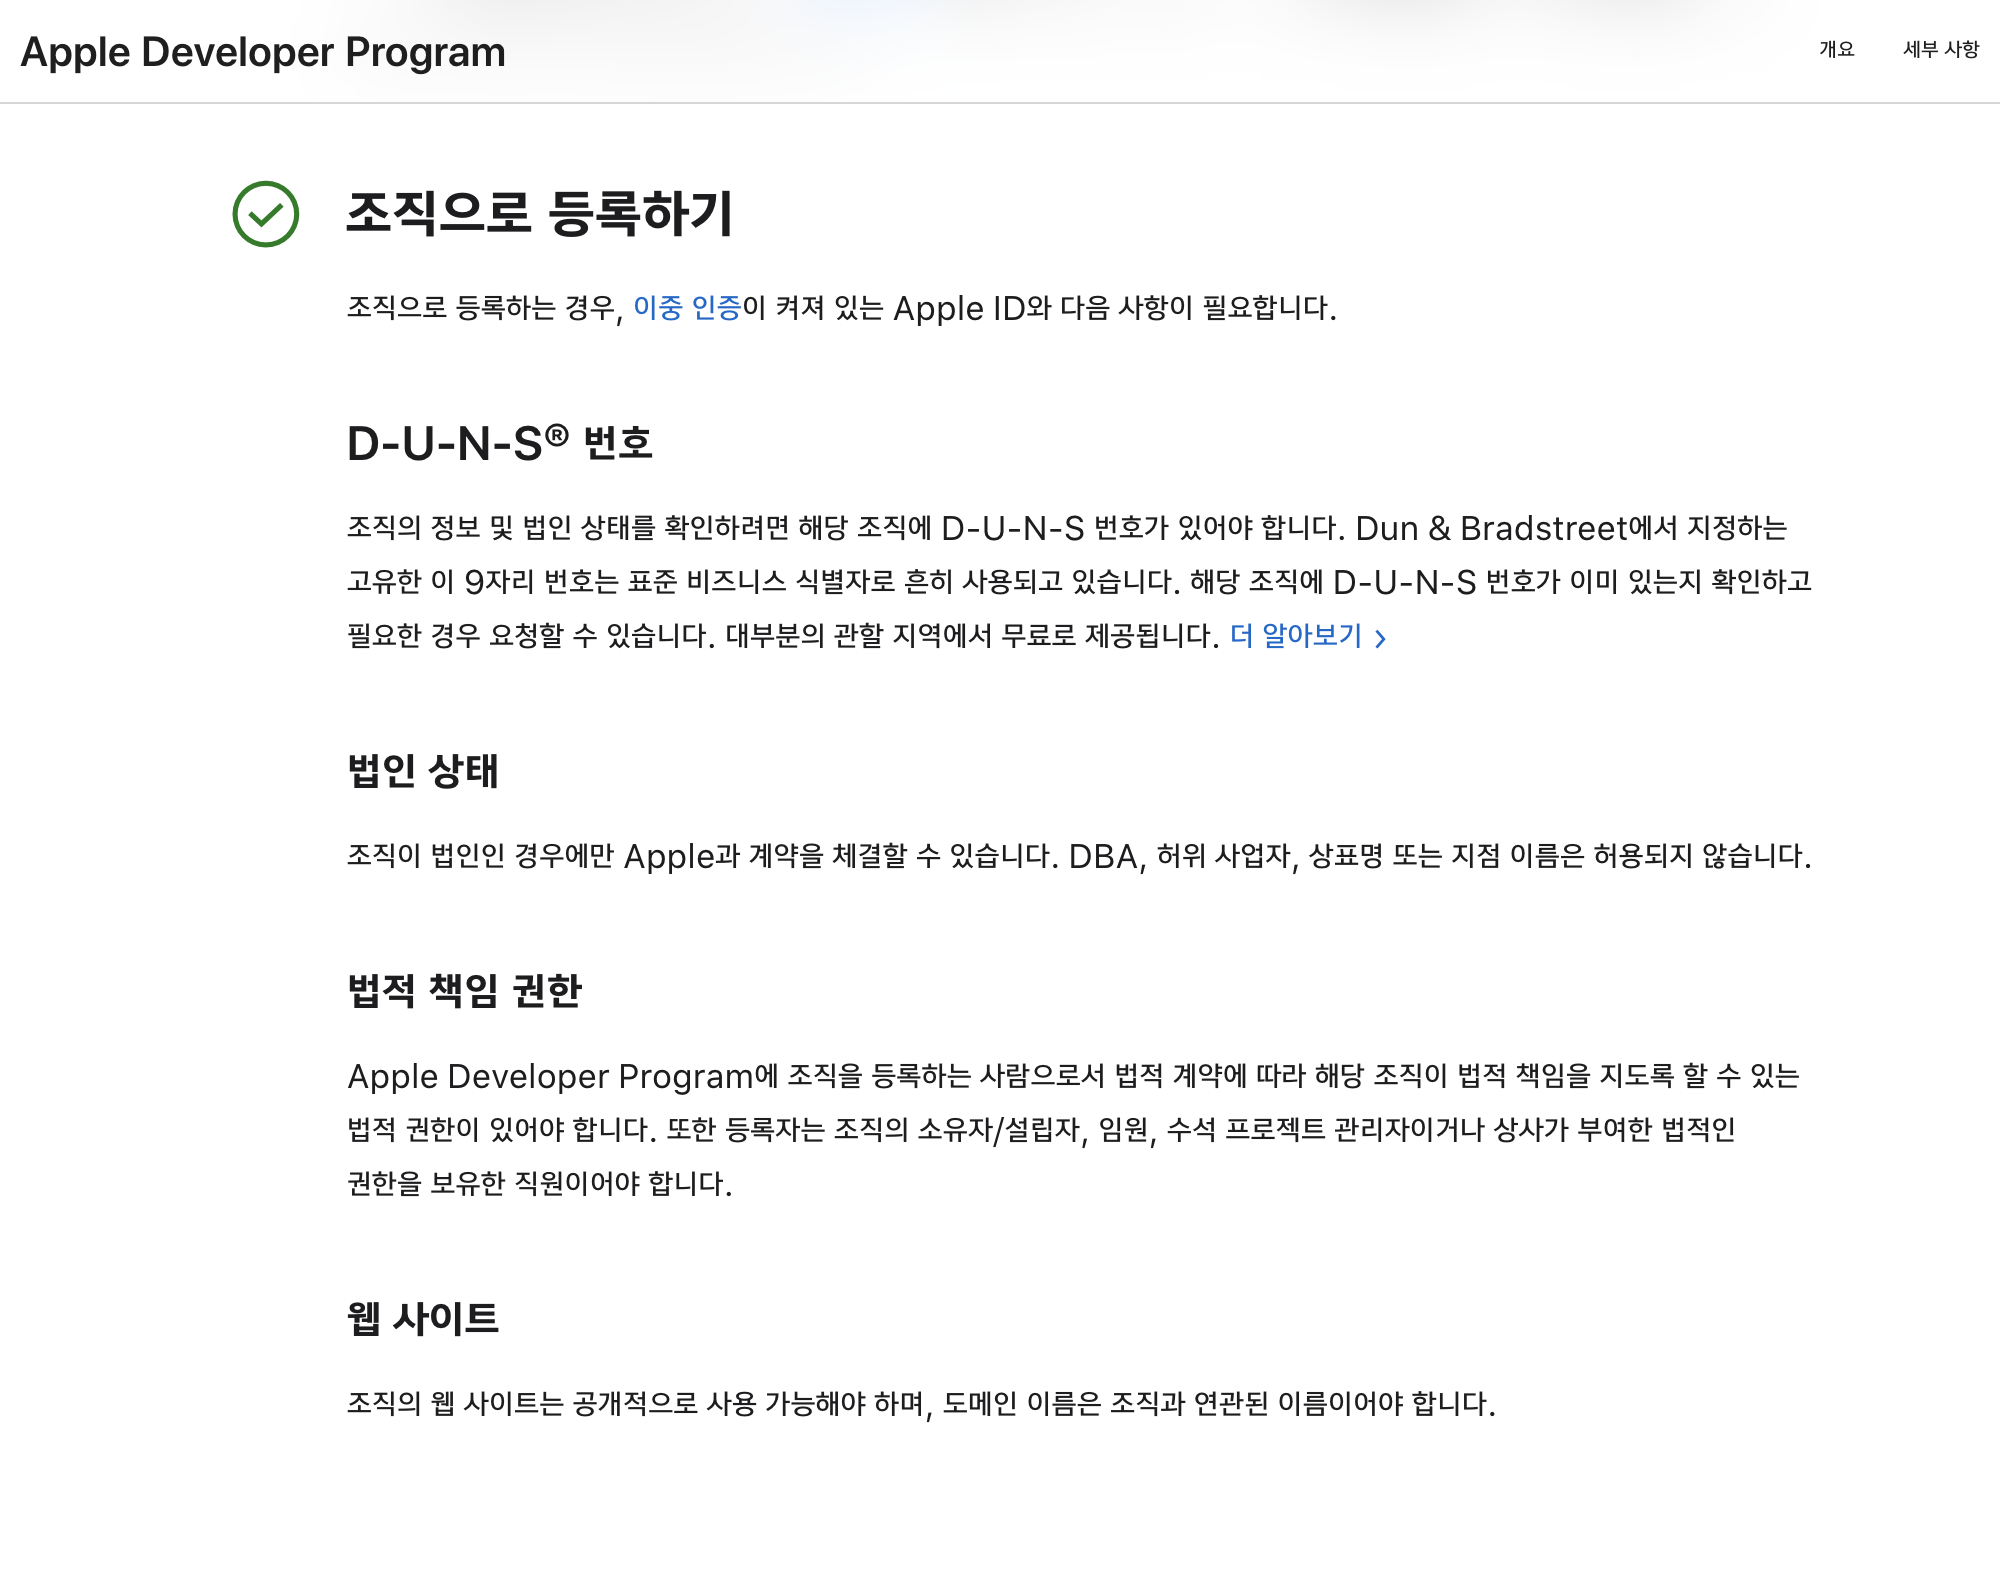 Apple Developer Program
개요
세부 사항
조직으로 등록하기
조직으로 등록하는 경우, 이중 인증이 켜져 있는 Apple ID와 다음 사항이 필요합니다.
D-U-N-S® 번호
조직의 정보 및 법인 상태를 확인하려면 해당 조직에 D-U-N-S 번호가 있어야 합니다. Dun & Bradstreet에서 지정하는
고유한 이 9자리 번호는 표준 비즈니스 식별자로 흔히 사용되고 있습니다. 해당 조직에 D-U-N-S 번호가 이미 있는지 확인하고
필요한 경우 요청할 수 있습니다. 대부분의 관할 지역에서 무료로 제공됩니다. 더 알아보기 >
법인 상태
조직이 법인인 경우에만 Apple과 계약을 체결할 수 있습니다. DBA, 허위 사업자, 상표명 또는 지점 이름은 허용되지 않습니다.
법적 책임 권한
Apple Developer Program에 조직을 등록하는 사람으로서 법적 계약에 따라 해당 조직이 법적 책임을 지도록 할 수 있는
법적 권한이 있어야 합니다. 또한 등록자는 조직의 소유자/설립자, 임원, 수석 프로젝트 관리자이거나 상사가 부여한 법적인
권한을 보유한 직원이어야 합니다.
웹 사이트
조직의 웹 사이트는 공개적으로 사용 가능해야 하며, 도메인 이름은 조직과 연관된 이름이어야 합니다.